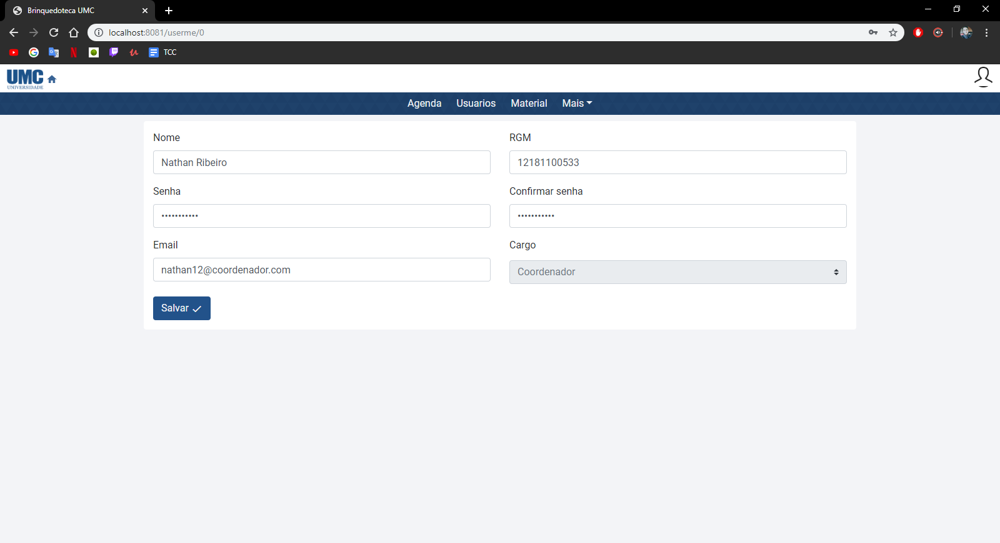 Brinquedoteca UMC
localhost:8081/userme/0
TCC
UMC
UNIVERSIDADE
Agenda Usuarios Material Mais
Nome RGM
Nathan Ribeiro 12181100533
Senha Confirmar senha
••••••••••• •••••••••••
Email Cargo
nathan12@coordenador.com Coordenador
Salvar